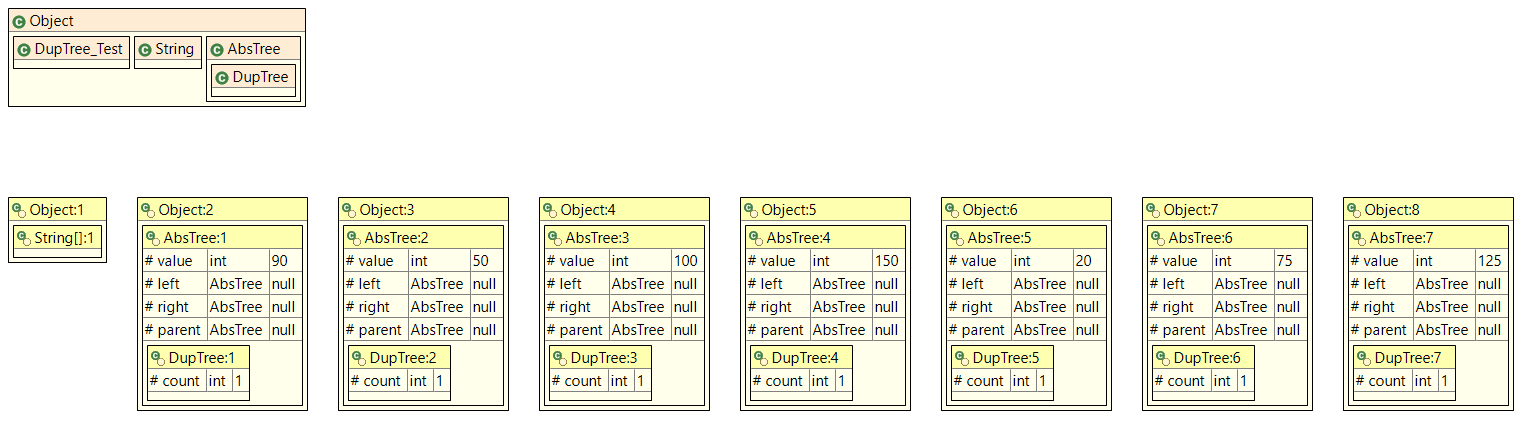 Object
DupTree_Test String AbsTree
DupTree
Object:1 Object:2 Object:3 Object:4 Object:5 Object:6 Object:7 Object:8
String[]:1 AbsTree:1 AbsTree:2 AbsTree:3 AbsTree:4 AbsTree:5 AbsTree:6 AbsTree:7
# value int 90 # value int 50 # value int 100 # value int 150 # value int 20 # value int 75 # value int 125
# left AbsTree null # left AbsTree null # left AbsTree null # left AbsTree null # left AbsTree null # left AbsTree null # left AbsTree null
# right AbsTree null # right AbsTree null # right AbsTree null # right AbsTree null # right AbsTree null # right AbsTree null # right AbsTree null
# parent AbsTree null # parent AbsTree null # parent AbsTree null # parent AbsTree null # parent AbsTree null # parent AbsTree null # parent AbsTree null
DupTree:1 DupTree:2 DupTree:3 DupTree:4 DupTree:5 DupTree:6 DupTree:7
# count int 1 # count int 1 # count int 1 # count int 1 # count int 1 # count int 1 # count int 1